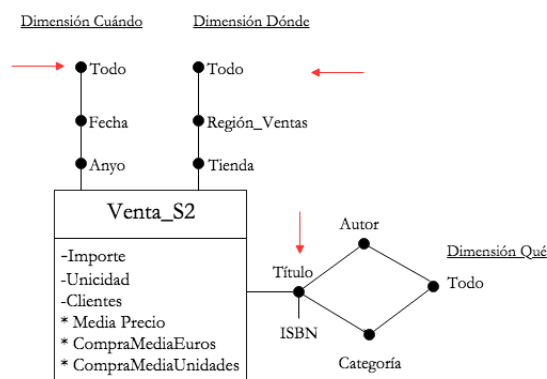 Dimensión Cuándo
Dimensión Dónde
Todo
Todo
Fecha
Región_Ventas
Anyo
Tienda
Venta_S2
-Importe
-Unicidad
-Clientes
* Media Precio
* CompraMediaEuros
* CompraMediaUnidades
Autor
Título
Dimensión Qué
Todo
ISBN
Categoría